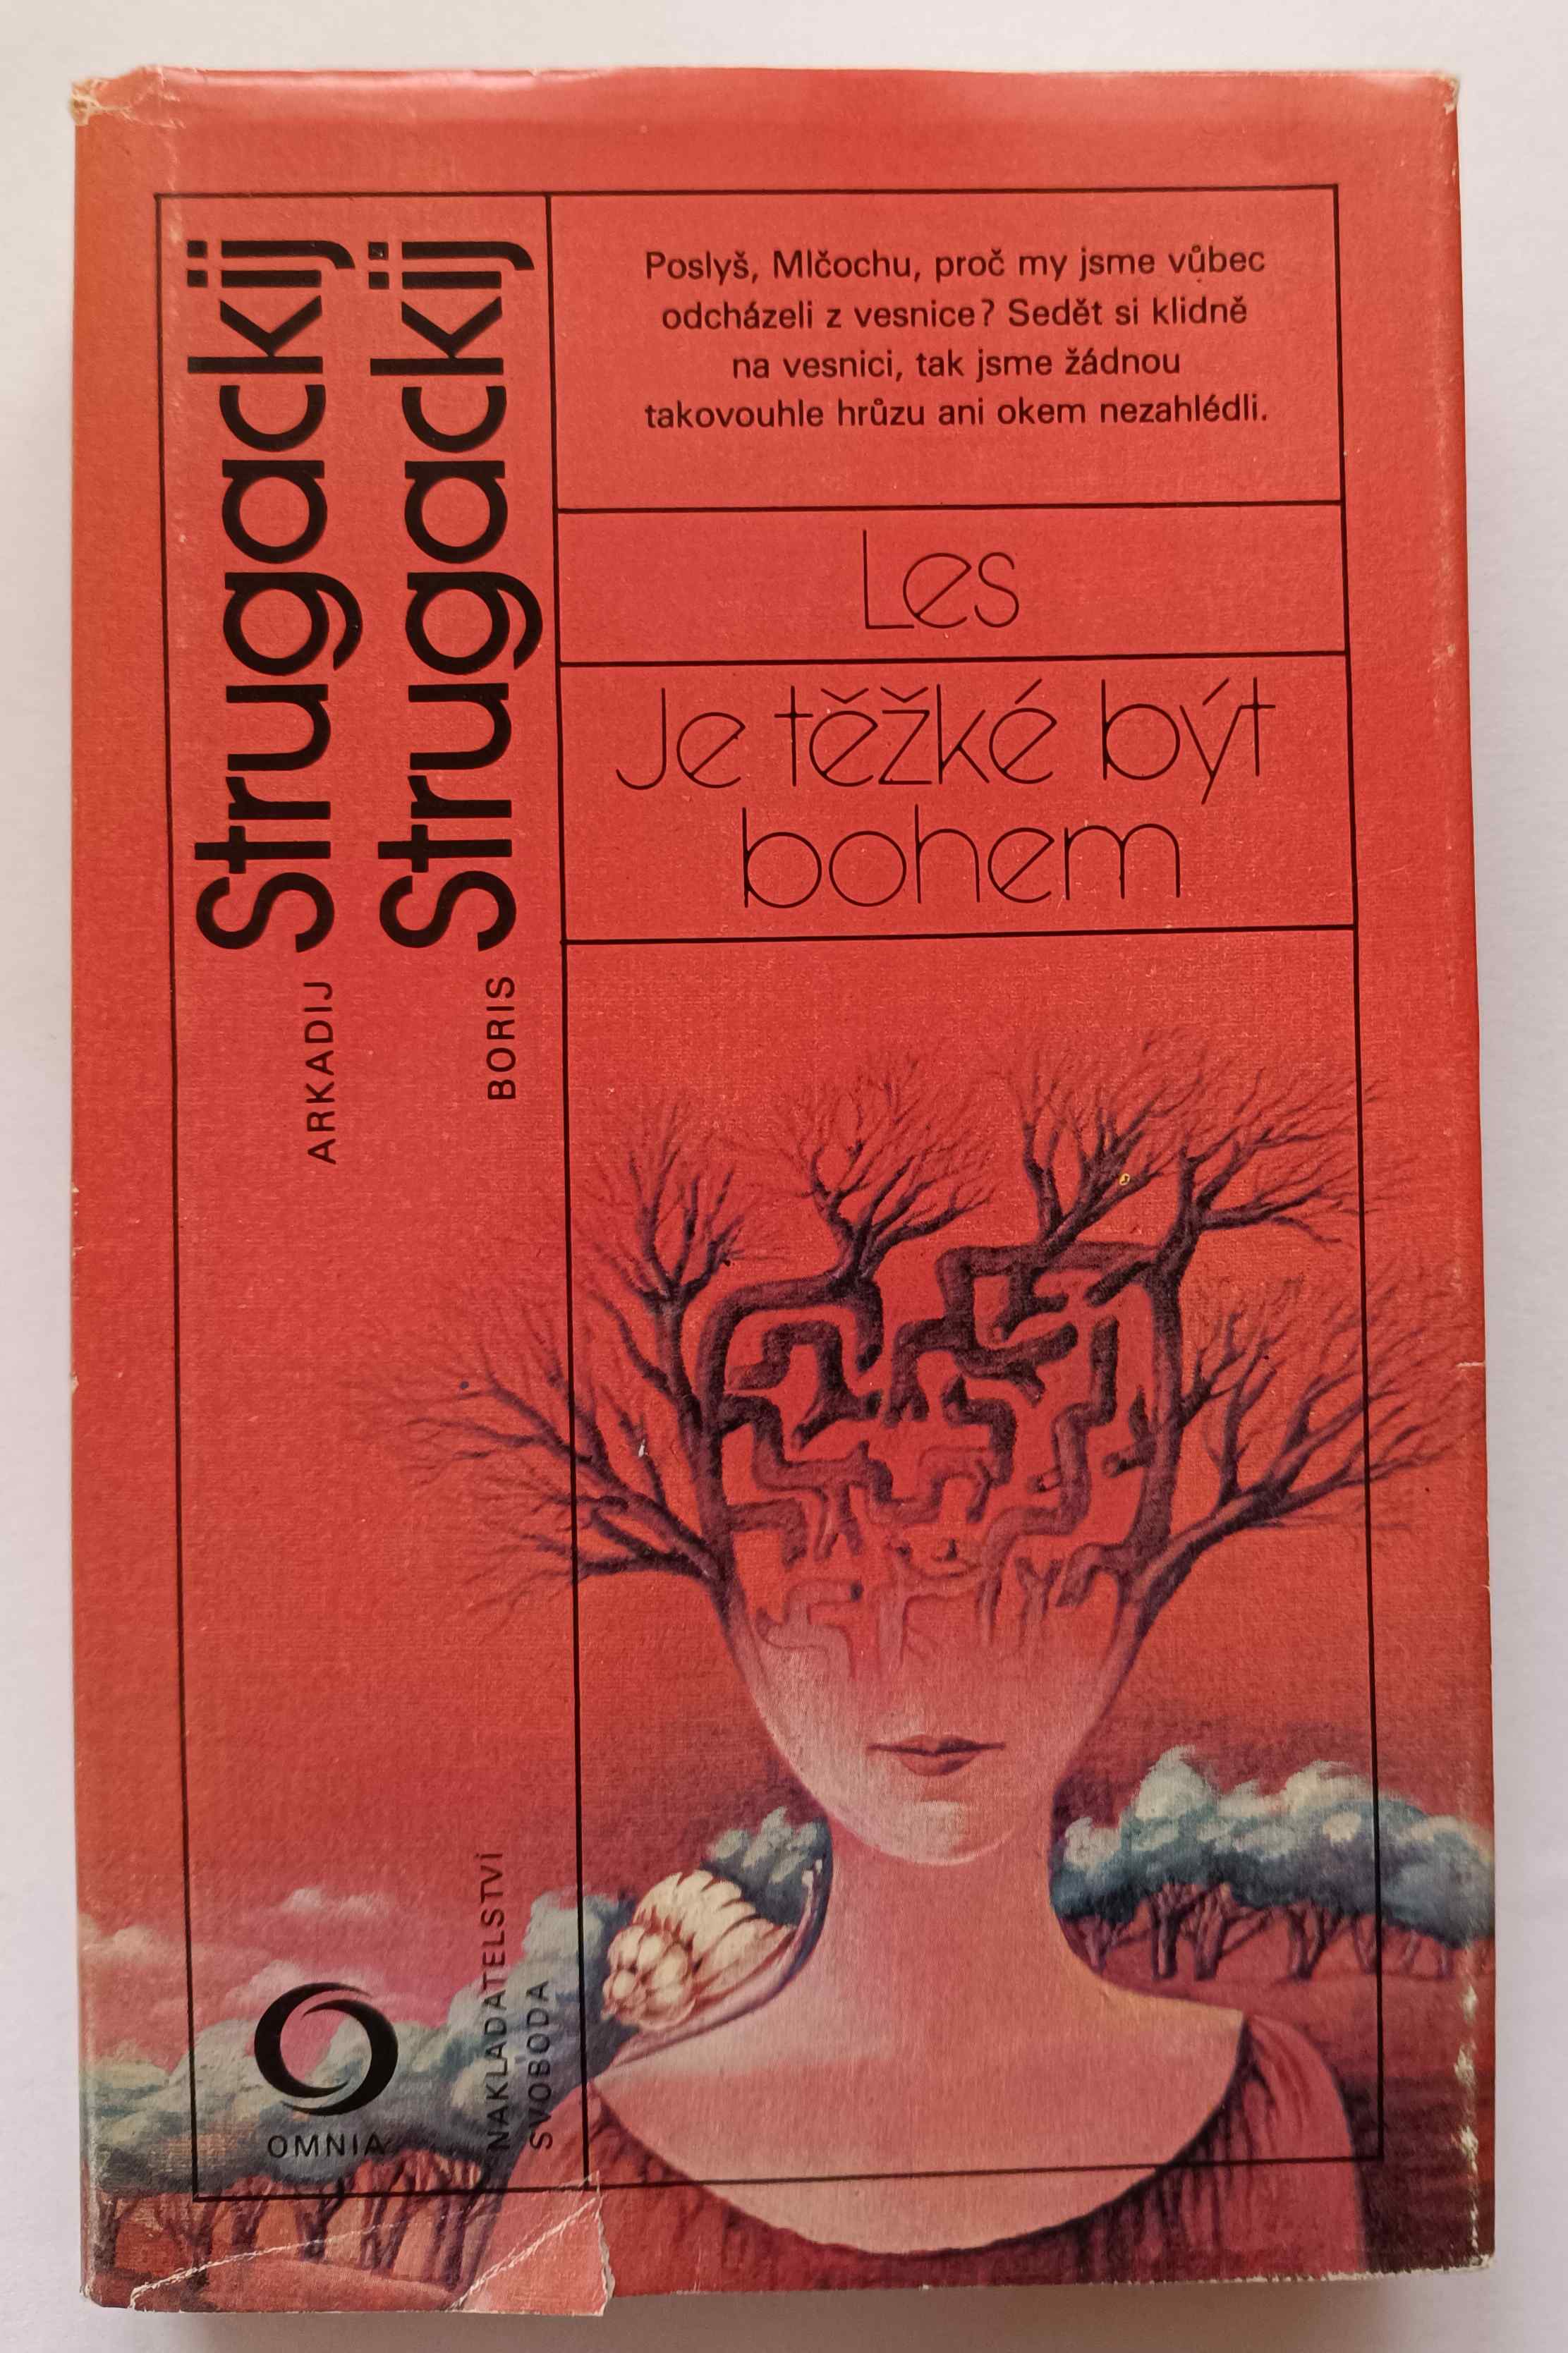 ARKADIJ Strugackij
BORIS Strugackij
Poslyš, Mlčochu, proč my jsme vůbec
odcházeli z vesnice? Sedět si klidně
na vesnici, tak jsme žádnou
takovouhle hrůzu ani okem nezahlédli.
Les
Je těžké být
bohem
OMNIA
NAKLADATELSTVÍ
SVOBODA